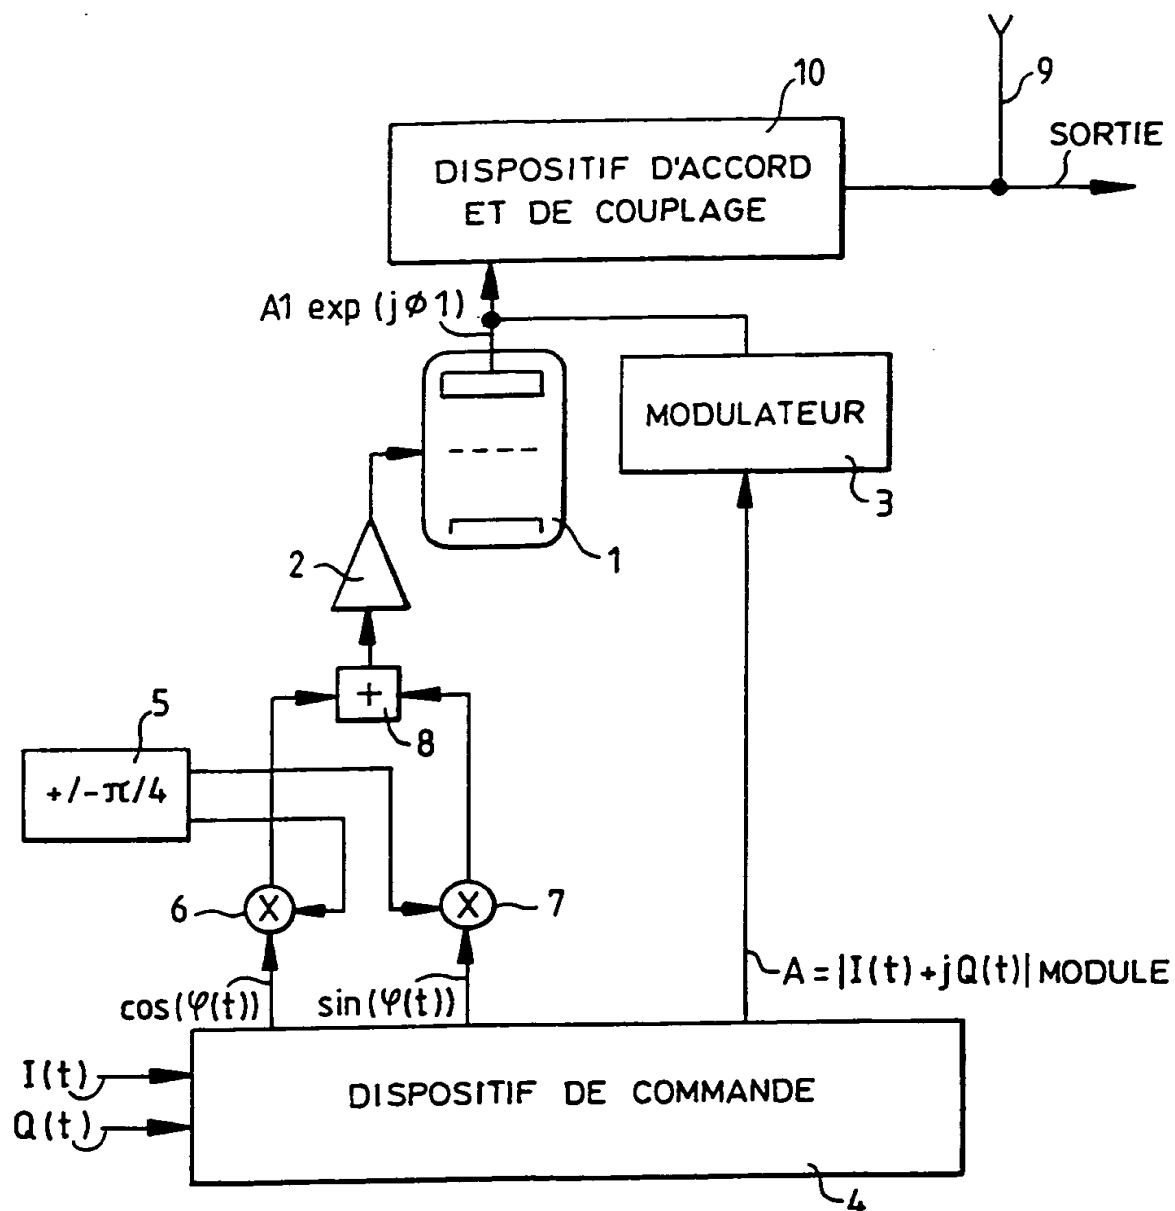 10
9
SORTIE
DISPOSITIF D'ACCORD
ET DE COUPLAGE
A1 exp (jϕ1)
MODULATEUR
3
1
2
+
8
5
+/-π/4
6
X
X
7
A = |I(t)+jQ(t)| MODULE
cos(φ(t))
sin(φ(t))
I(t)
Q(t)
DISPOSITIF DE COMMANDE
4